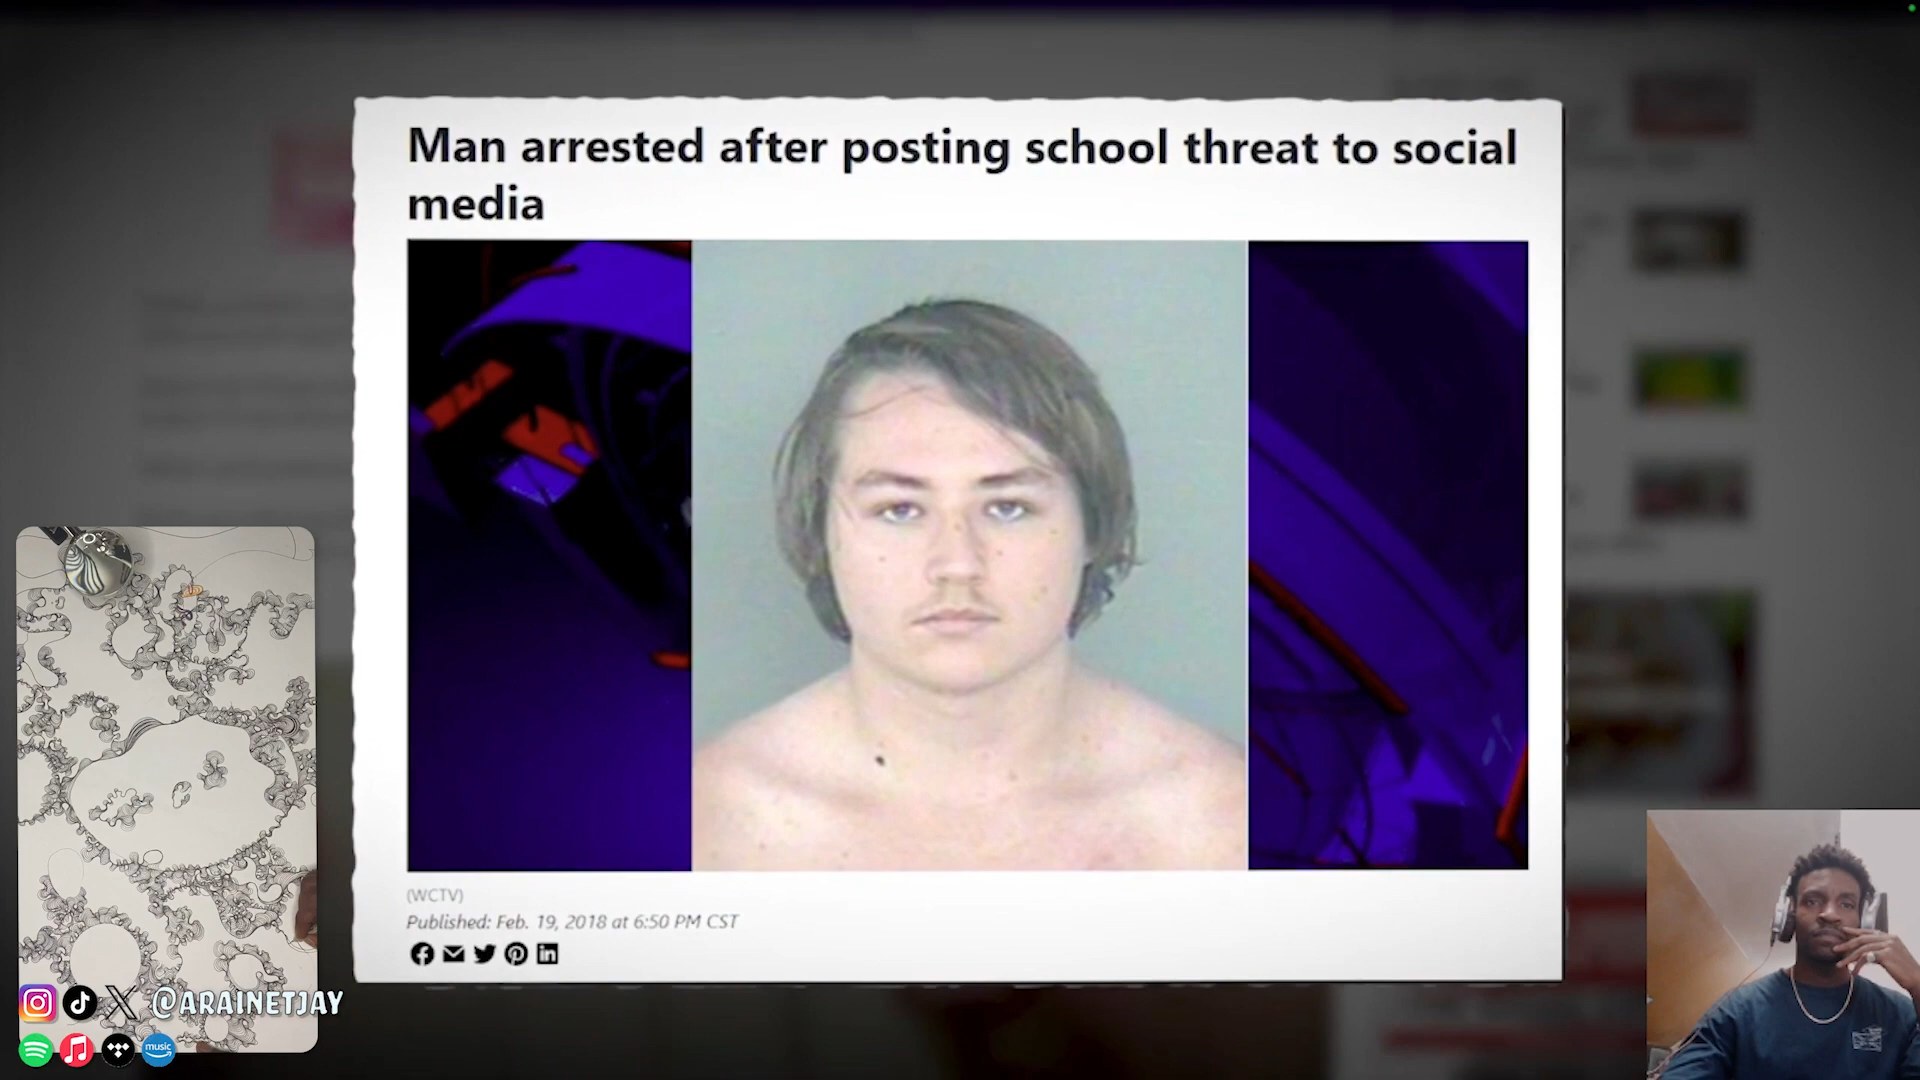 Man arrested after posting school threat to social
media
(WCTV)
Published: Feb. 19, 2018 at 6:50 PM CST
@ARAINETJAY
music